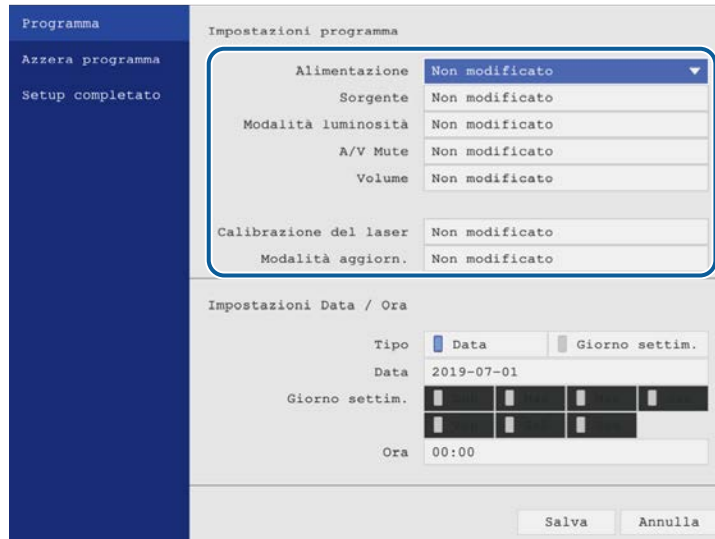 Programma
Azzera programma
Setup completato
Impostazioni programma
Alimentazione Non modificato
Sorgente Non modificato
Modalità luminosità Non modificato
A/V Mute Non modificato
Volume Non modificato
Calibrazione del laser Non modificato
Modalità aggiorn. Non modificato
Impostazioni Data / Ora
Tipo Data Giorno settim.
Data 2019-07-01
Giorno settim.
Ora 00:00
Salva Annulla